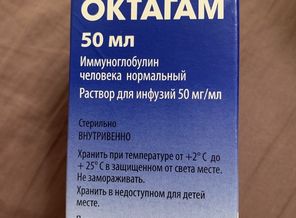 ОКТАГАМ
50 мл
Иммуноглобулин
человека нормальный
Раствор для инфузий 50 мг/мл
Стерильно
ВНУТРИВЕННО
Хранить при температуре от +2° С до
+ 25° С в защищенном от света месте.
Не замораживать.
Хранить в недоступном для детей
месте.